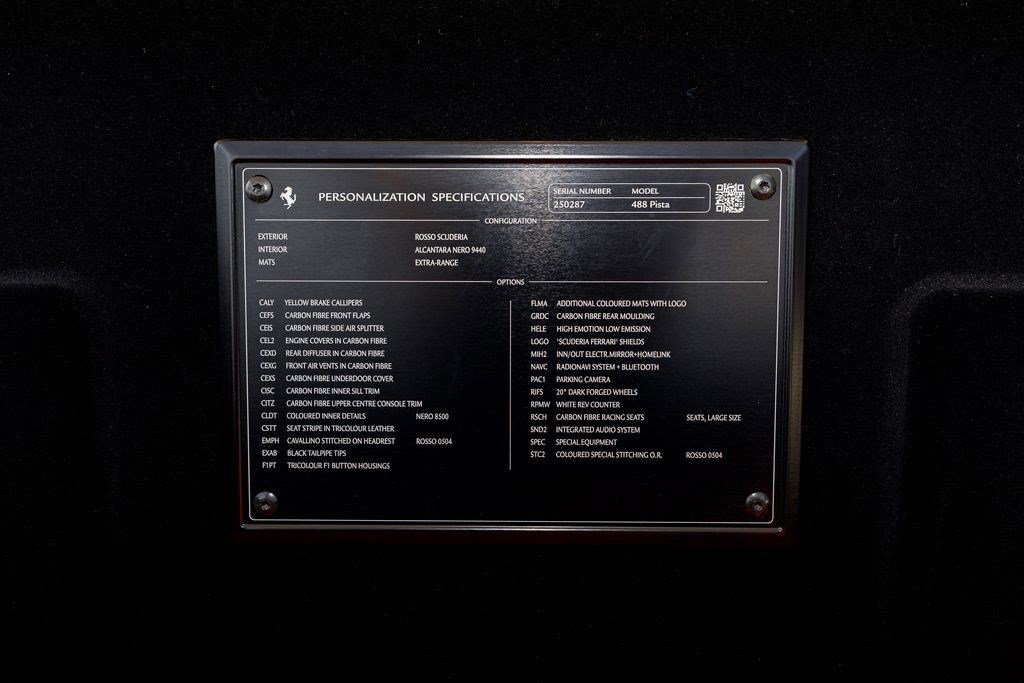 PERSONALIZATION SPECIFICATIONS
SERIAL NUMBER MODEL
250287 488 Pista
CONFIGURATION
EXTERIOR ROSSO SCUDERIA
INTERIOR ALCANTARA NERO 9440
MATS EXTRA-RANGE
OPTIONS
CALY YELLOW BRAKE CALLIPERS
CEFS CARBON FIBRE FRONT FLAPS
CEIS CARBON FIBRE SIDE AIR SPLITTER
CEL2 ENGINE COVERS IN CARBON FIBRE
CEXD REAR DIFFUSER IN CARBON FIBRE
CEXG FRONT AIR VENTS IN CARBON FIBRE
CEXS CARBON FIBRE UNDERDOOR COVER
CISC CARBON FIBRE INNER SILL TRIM
CITZ CARBON FIBRE UPPER CENTRE CONSOLE TRIM
CLDT COLOURED INNER DETAILS NERO 8500
CSTT SEAT STRIPE IN TRICOLOUR LEATHER
EMPH CAVALLINO STITCHED ON HEADREST ROSSO 0504
EXAB BLACK TAILPIPE TIPS
F1PT TRICOLOUR F1 BUTTON HOUSINGS
FLMA ADDITIONAL COLOURED MATS WITH LOGO
GRDC CARBON FIBRE REAR MOULDING
HELE HIGH EMOTION LOW EMISSION
LOGO 'SCUDERIA FERRARI' SHIELDS
MIH2 INN/OUT ELECTR.MIRROR+HOMELINK
NAVC RADIONAVI SYSTEM + BLUETOOTH
PAC1 PARKING CAMERA
RIFS 20" DARK FORGED WHEELS
RPMW WHITE REV COUNTER
RSCH CARBON FIBRE RACING SEATS SEATS, LARGE SIZE
SND2 INTEGRATED AUDIO SYSTEM
SPEC SPECIAL EQUIPMENT
STC2 COLOURED SPECIAL STITCHING O.R. ROSSO 0504